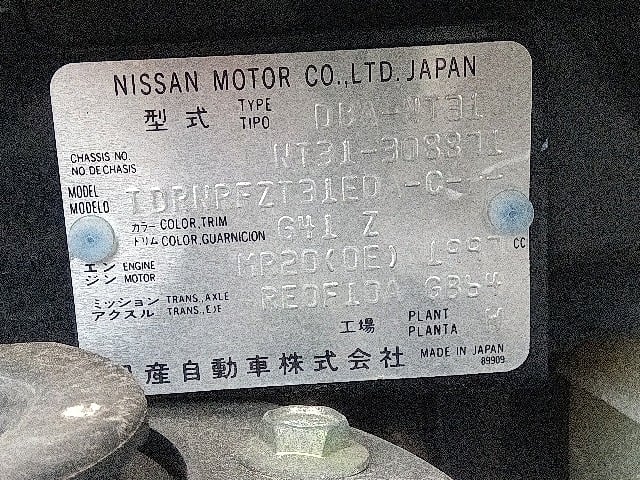 NISSAN MOTOR CO.,LTD. JAPAN
型式 TYPE TIPO DBA-NT31
CHASSIS NO. NO. DE CHASIS NT31-308371
MODEL MODELO TDRNPFZT31EDA-C---
カラー COLOR, TRIM トリム COLOR, GUARNICION G41 Z
エンジン ENGINE MOTOR MR20(DE) 1997 CC
ミッション TRANS., AXLE アクスル TRANS., EJE RE0F10A GB64
工場 PLANT PLANTA
日産自動車株式会社 MADE IN JAPAN
89909